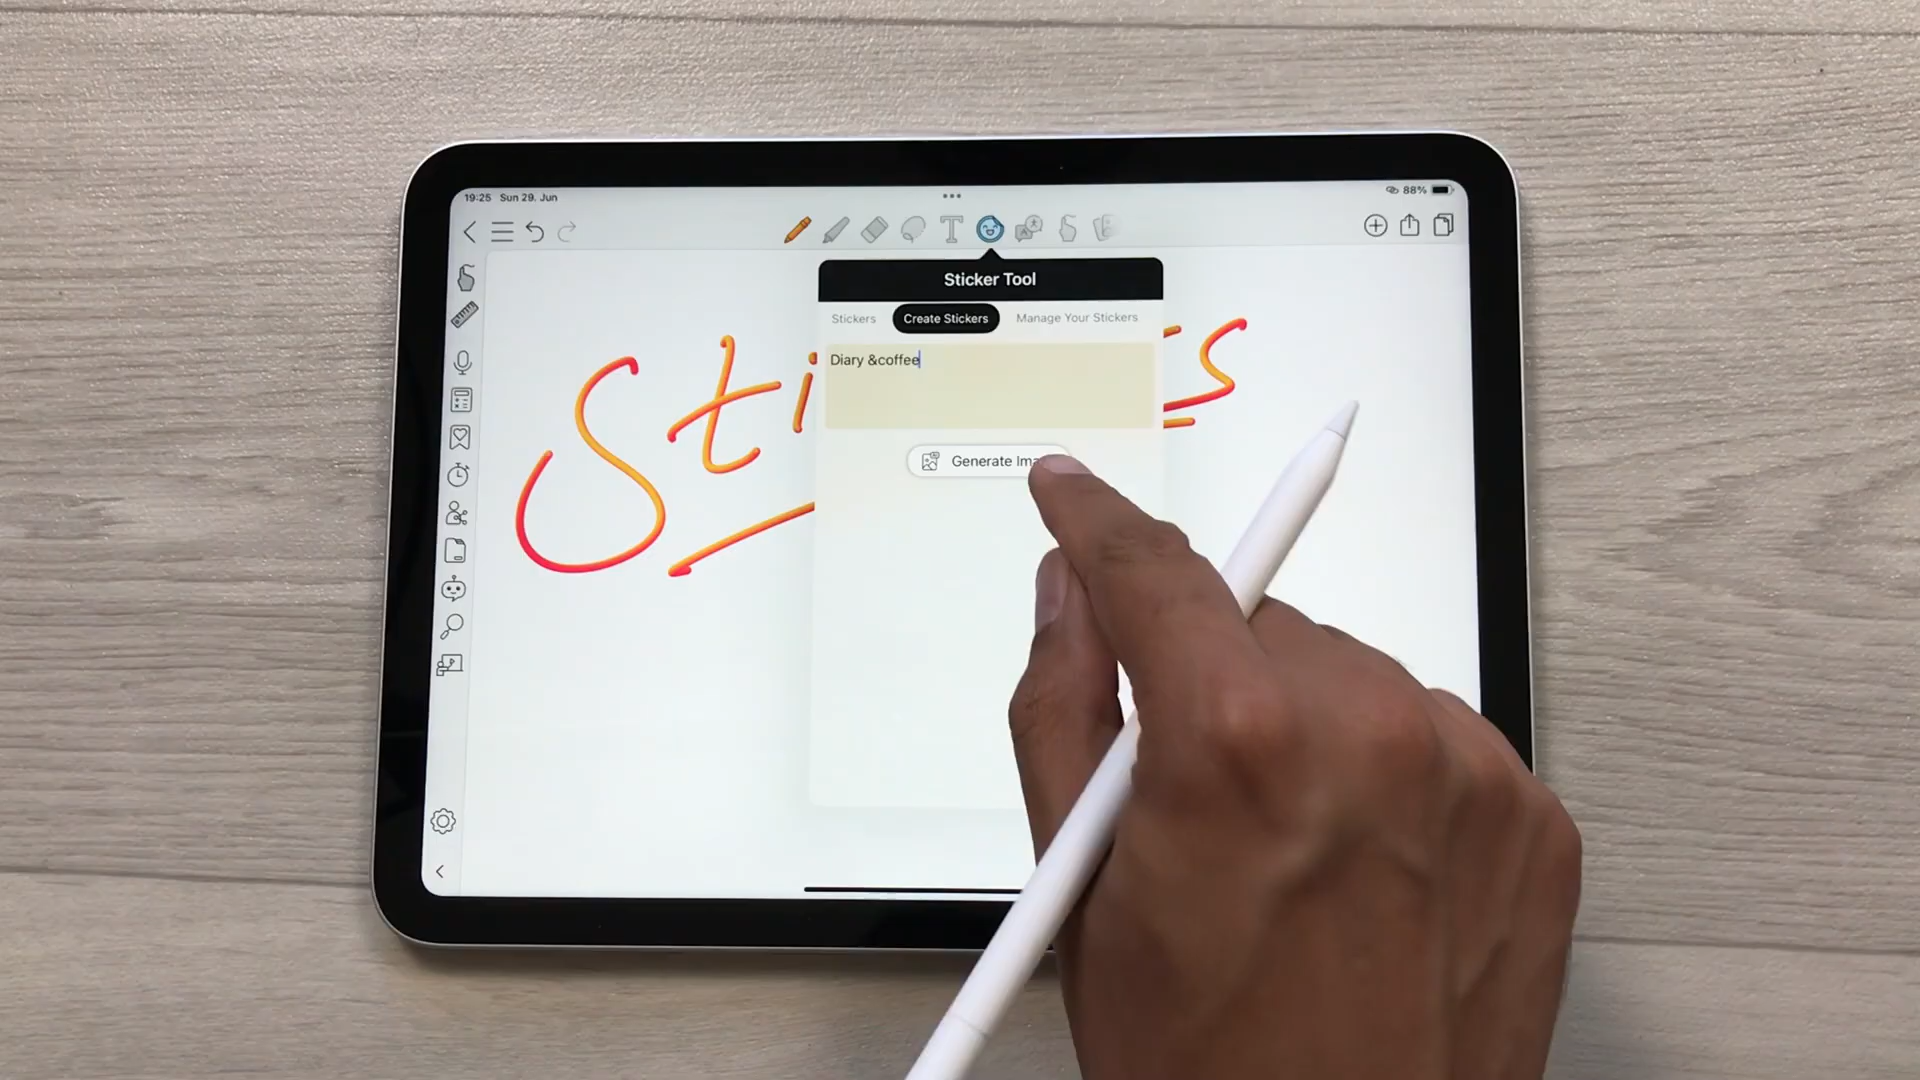 19:25 Sun 29. Jun
88%
Sticker Tool
Stickers Create Stickers Manage Your Stickers
Diary &coffee
Generate